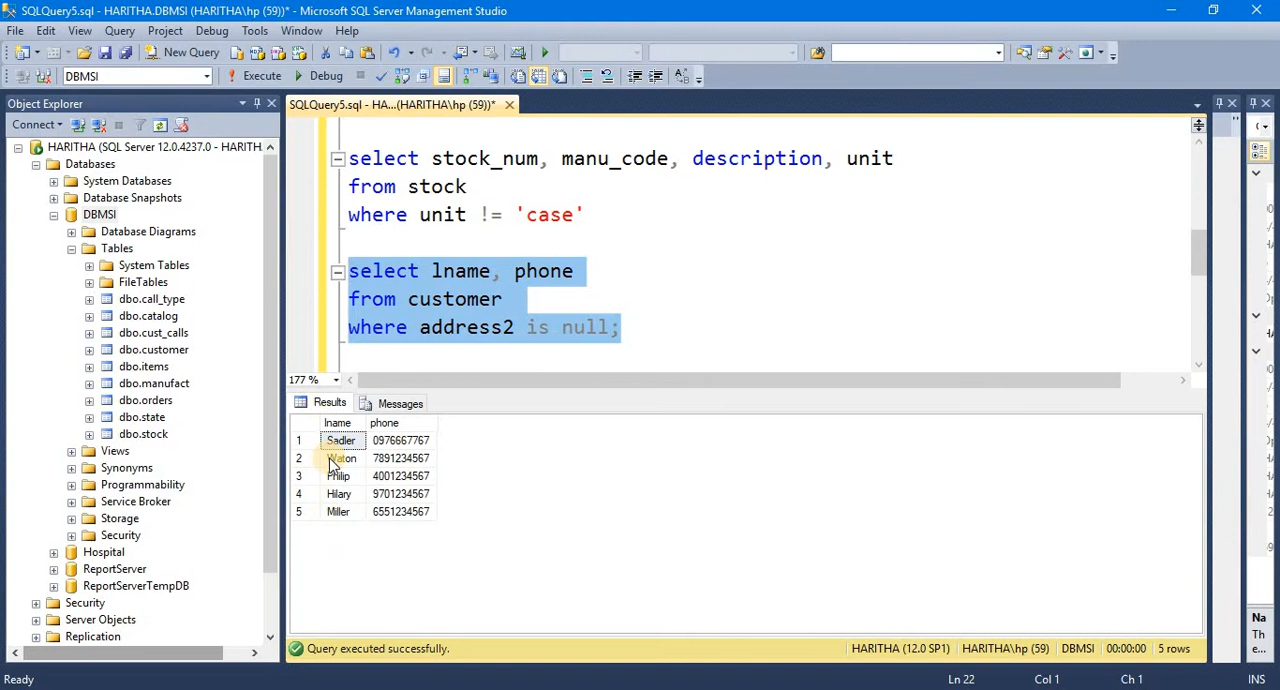 SQLQuery5.sql - HARITHA.DBMSI (HARITHA\hp (59))* - Microsoft SQL Server Management Studio
File Edit View Query Project Debug Tools Window Help
New Query
DBMSI Execute Debug
Object Explorer
SQLQuery5.sql - HA...(HARITHA\hp (59))*
Connect
HARITHA (SQL Server 12.0.4237.0 - HARITH
Databases
System Databases
Database Snapshots
DBMSI
Database Diagrams
Tables
System Tables
FileTables
dbo.call_type
dbo.catalog
dbo.cust_calls
dbo.customer
dbo.items
dbo.manufact
dbo.orders
dbo.state
dbo.stock
Views
Synonyms
Programmability
Service Broker
Storage
Security
Hospital
ReportServer
ReportServerTempDB
Security
Server Objects
Replication
select stock_num, manu_code, description, unit
from stock
where unit != 'case'
select lname, phone
from customer
where address2 is null;
177 %
Results Messages
lname phone
1 Sadler 0976667767
2 Waton 7891234567
3 Philip 4001234567
4 Hilary 9701234567
5 Miller 6551234567
Query executed successfully. HARITHA (12.0 SP1) HARITHA\hp (59) DBMSI 00:00:00 5 rows
Na
Th
e...
Ready Ln 22 Col 1 Ch 1 INS